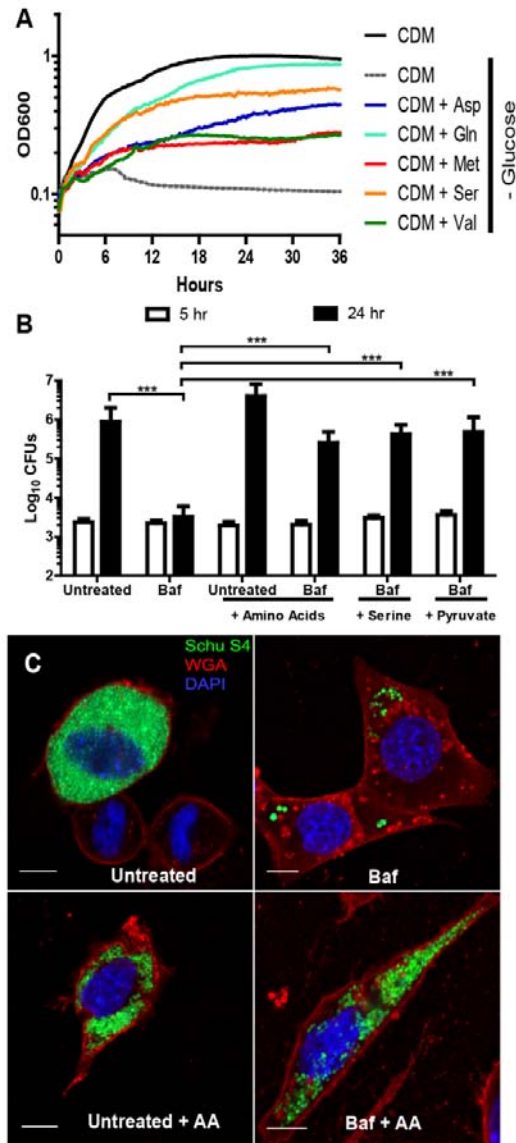 A
OD600
1
0.1
0 6 12 18 24 30 36
Hours
CDM
CDM
CDM + Asp
CDM + Gln
CDM + Met
CDM + Ser
CDM + Val
- Glucose
B
5 hr 24 hr
***
***
*** ***
Log10 CFUs
7
6
5
4
3
2
Untreated Baf Untreated Baf Baf Baf
+ Amino Acids + Serine + Pyruvate
C
Schu S4
WGA
DAPI
Untreated Baf
Untreated + AA Baf + AA